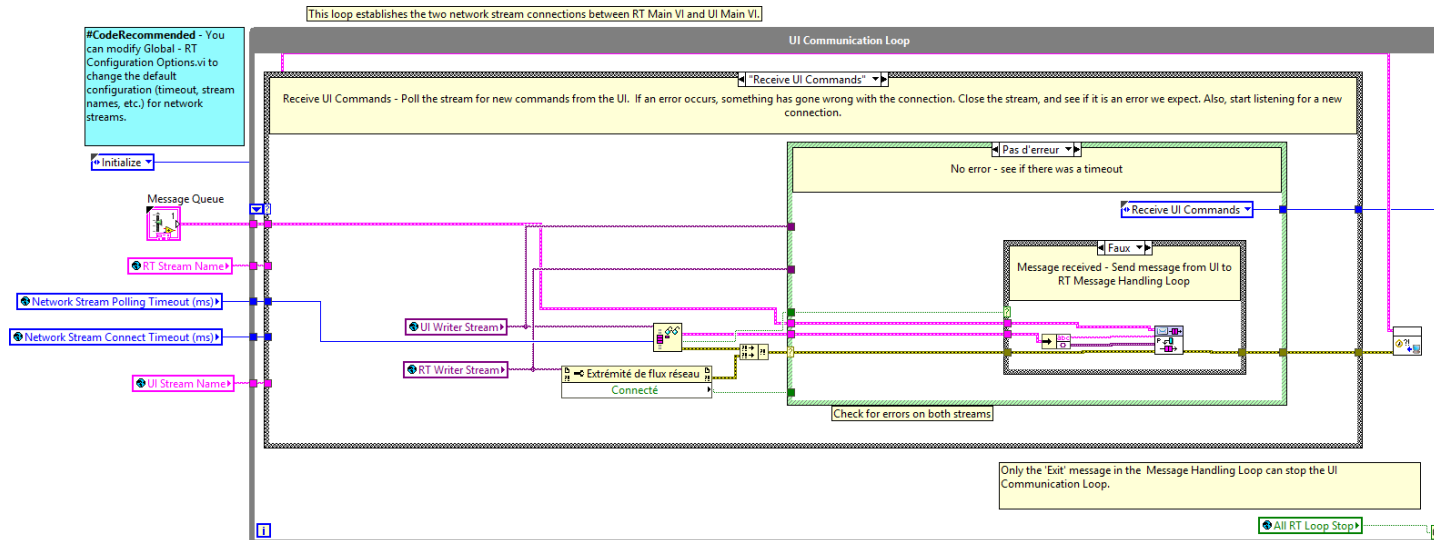 This loop establishes the two network stream connections between RT Main VI and UI Main VI.
#CodeRecommended - You
can modify Global - RT
Configuration Options.vi to
change the default
configuration (timeout, stream
names, etc.) for network
streams.
UI Communication Loop
"Receive UI Commands"
Receive UI Commands - Poll the stream for new commands from the UI.  If an error occurs, something has gone wrong with the connection. Close the stream, and see if it is an error we expect. Also, start listening for a new
connection.
Pas d'erreur
No error - see if there was a timeout
Initialize
Message Queue
Receive UI Commands
Faux
Message received - Send message from UI to
RT Message Handling Loop
RT Stream Name
Network Stream Polling Timeout (ms)
UI Writer Stream
Network Stream Connect Timeout (ms)
RT Writer Stream
Extrémité de flux réseau
Connecté
UI Stream Name
Check for errors on both streams
Only the 'Exit' message in the  Message Handling Loop can stop the UI
Communication Loop.
All RT Loop Stop
i